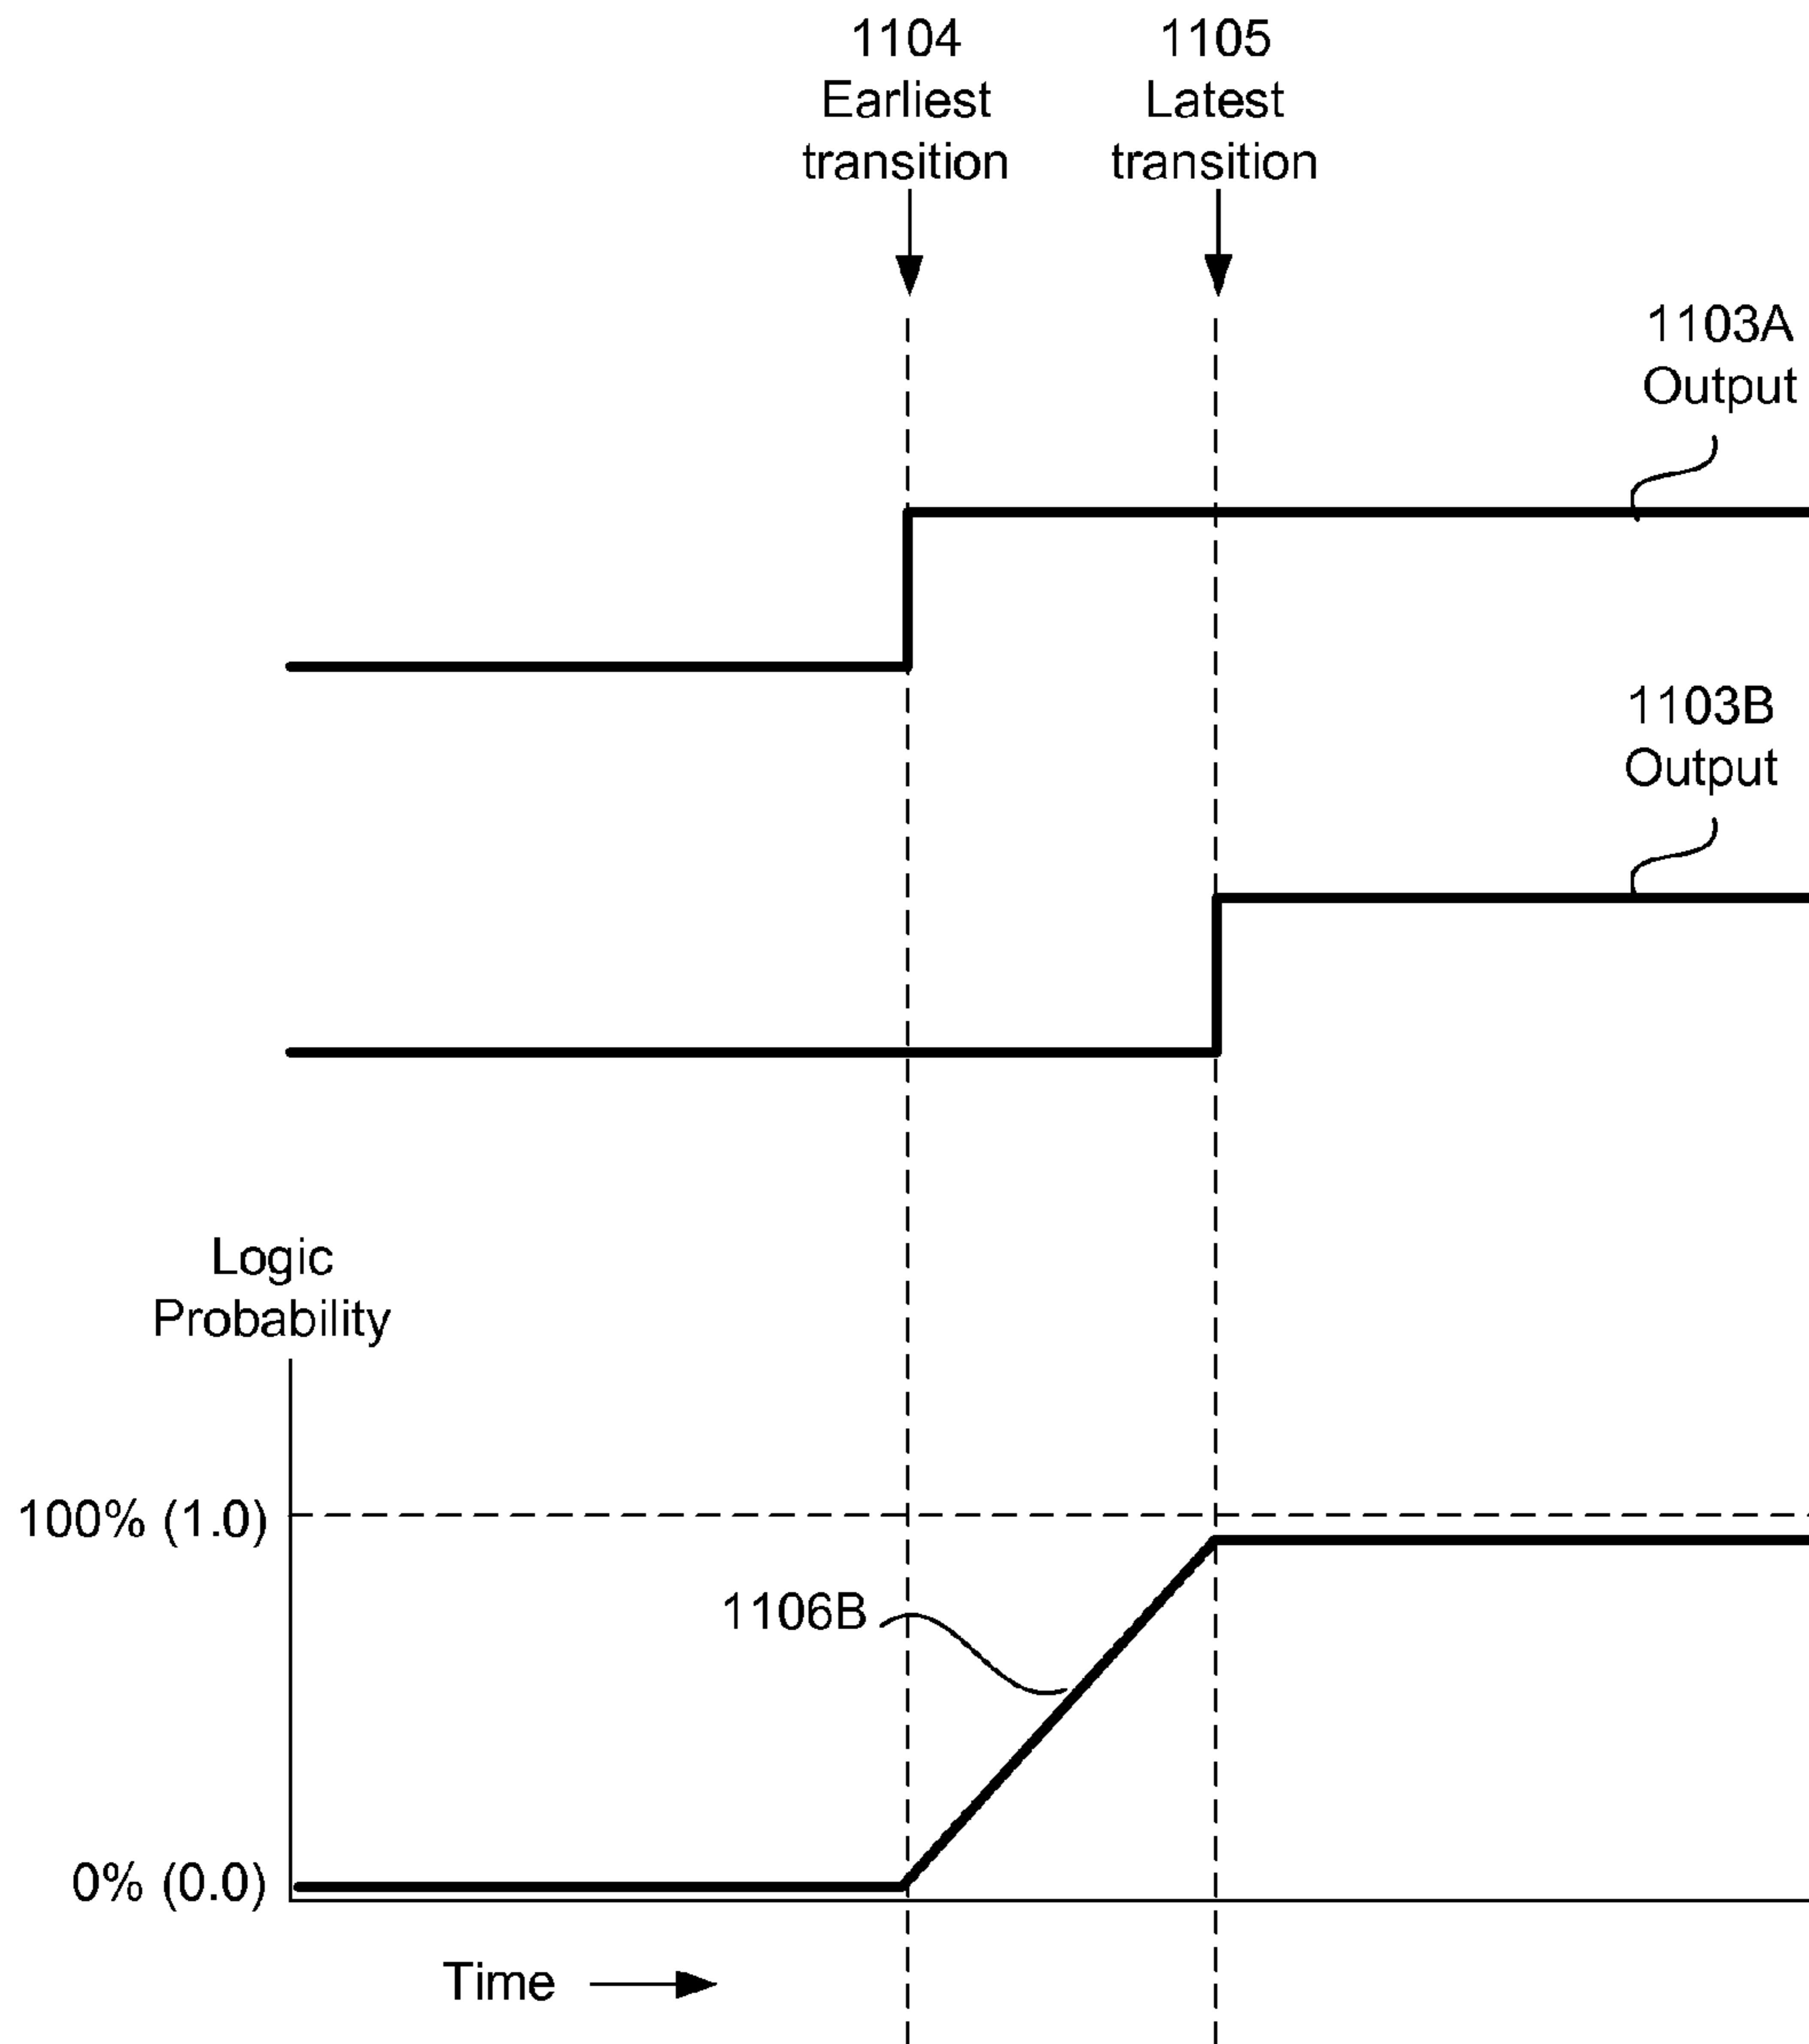 1104
Earliest
transition
1105
Latest
transition
1103A
Output
1103B
Output
Logic
Probability
100% (1.0)
1106B
0% (0.0)
Time